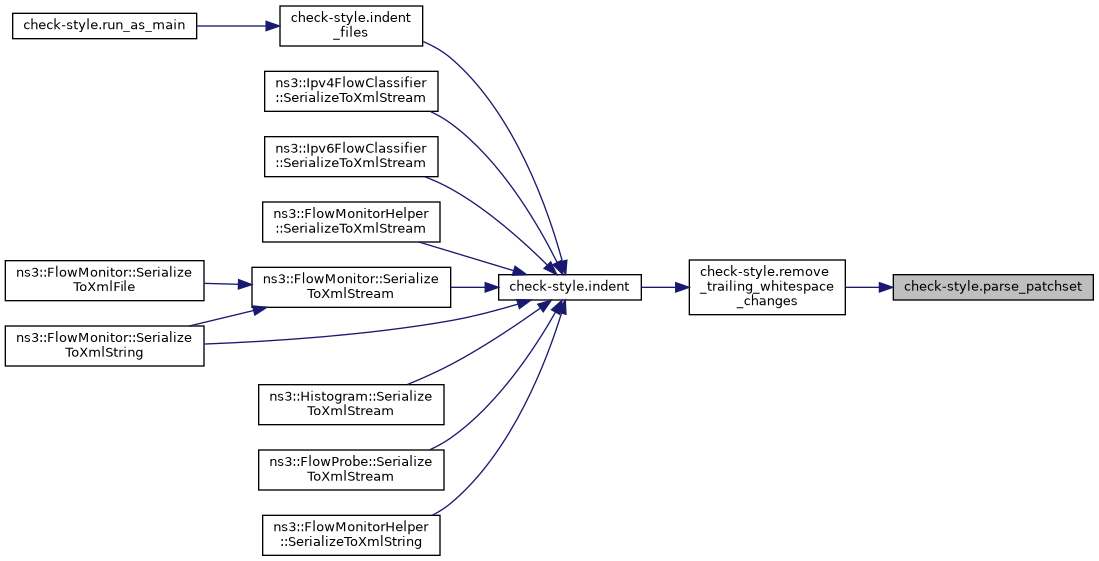 check-style.run_as_main
check-style.indent
_files
ns3::Ipv4FlowClassifier
::SerializeToXmlStream
ns3::Ipv6FlowClassifier
::SerializeToXmlStream
ns3::FlowMonitorHelper
::SerializeToXmlStream
ns3::FlowMonitor::Serialize
ToXmlFile
ns3::FlowMonitor::Serialize
ToXmlStream
check-style.indent
check-style.remove
_trailing_whitespace
_changes
check-style.parse_patchset
ns3::FlowMonitor::Serialize
ToXmlString
ns3::Histogram::Serialize
ToXmlStream
ns3::FlowProbe::Serialize
ToXmlStream
ns3::FlowMonitorHelper
::SerializeToXmlString